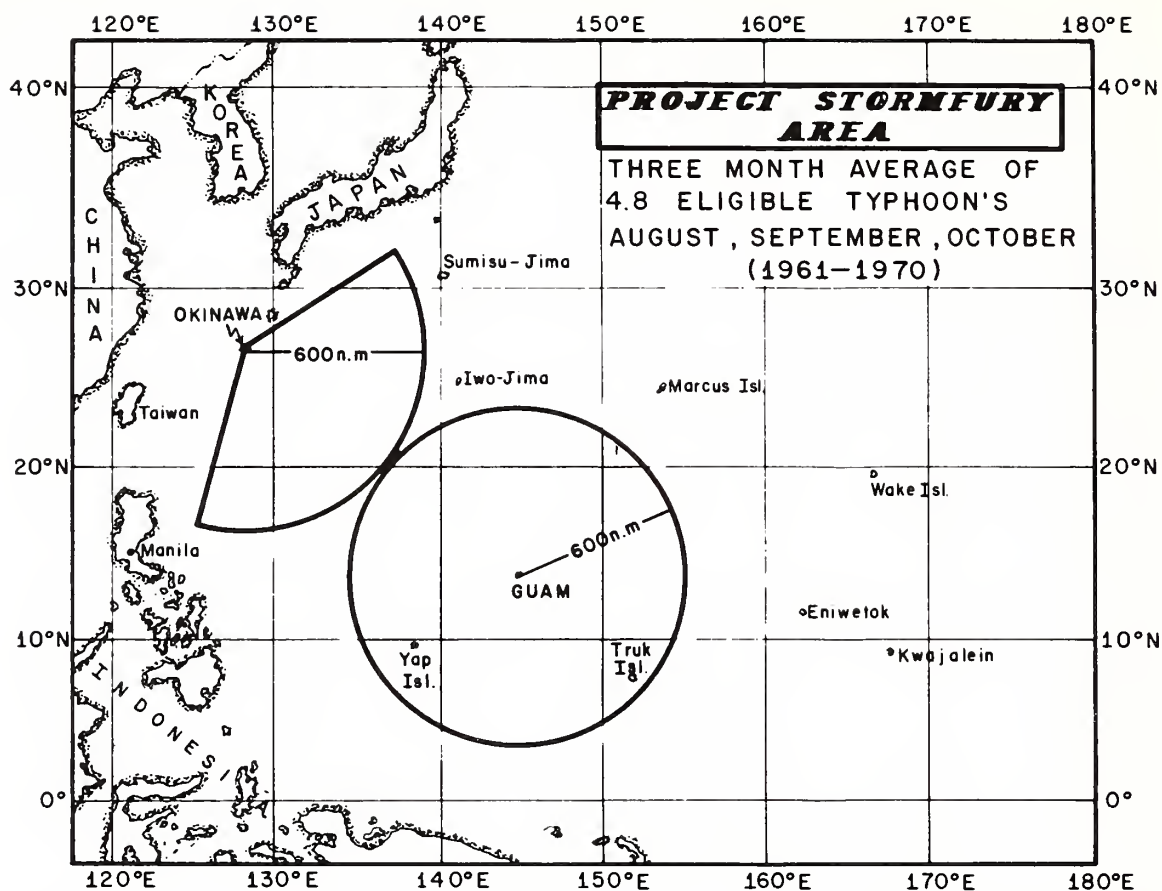 120°E 130°E 140°E 150°E 160°E 170°E 180°E
40°N
KOREA
PROJECT STORMFURY
AREA
40°N
THREE MONTH AVERAGE OF
4.8 ELIGIBLE TYPHOON'S
AUGUST, SEPTEMBER, OCTOBER
(1961-1970)
JAPAN
CHINA
Sumisu-Jima
30°N
30°N
OKINAWA
600n.m
Iwo-Jima
Marcus Isl.
Taiwan
20°N
20°N
Wake Isl.
Manila
600n.m
GUAM
Eniwetok
10°N
10°N
Yap
Isl.
Truk
Isl.
Kwajalein
INDONESIA
0°
0°
120°E 130°E 140°E 150°E 160°E 170°E 180°E